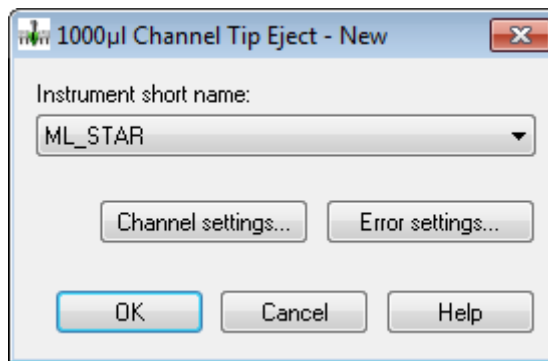 1000µl Channel Tip Eject - New
Instrument short name:
ML_STAR
Channel settings... Error settings...
OK Cancel Help